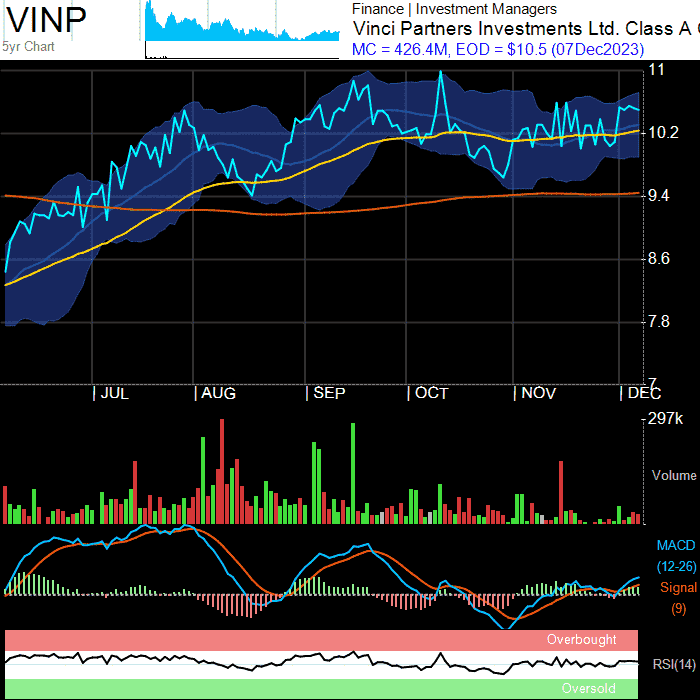 VINP
5yr Chart
Finance | Investment Managers
Vinci Partners Investments Ltd. Class A
MC = 426.4M, EOD = $10.5 (07Dec2023)
11
10.2
9.4
8.6
7.8
7
JUL
AUG
SEP
OCT
NOV
DEC
297k
Volume
MACD
(12-26)
Signal
(9)
Overbought
RSI(14)
Oversold